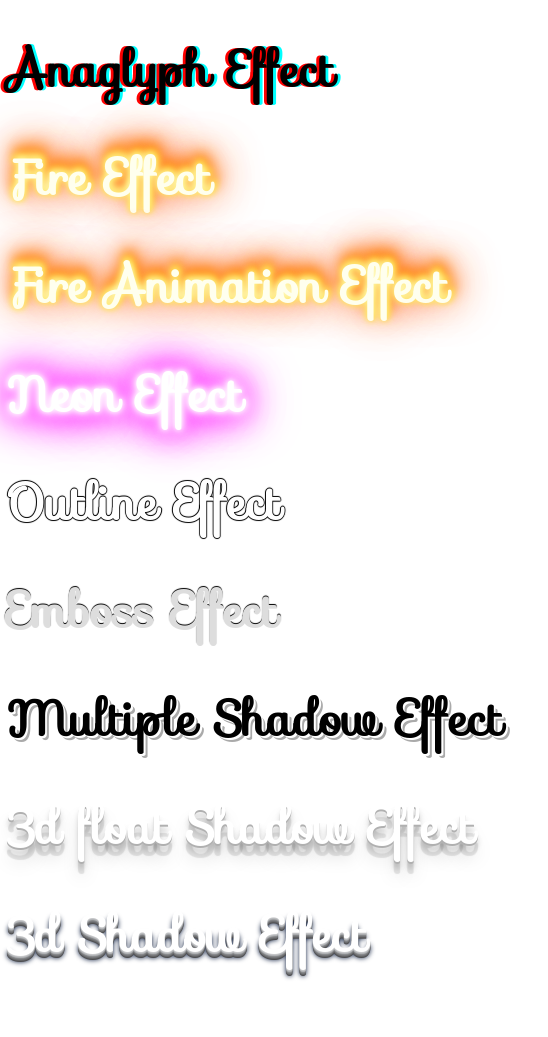 Anaglyph Effect
Fire Effect
Fire Animation Effect
Neon Effect
Outline Effect
Emboss Effect
Multiple Shadow Effect
3d float Shadow Effect
3d Shadow Effect